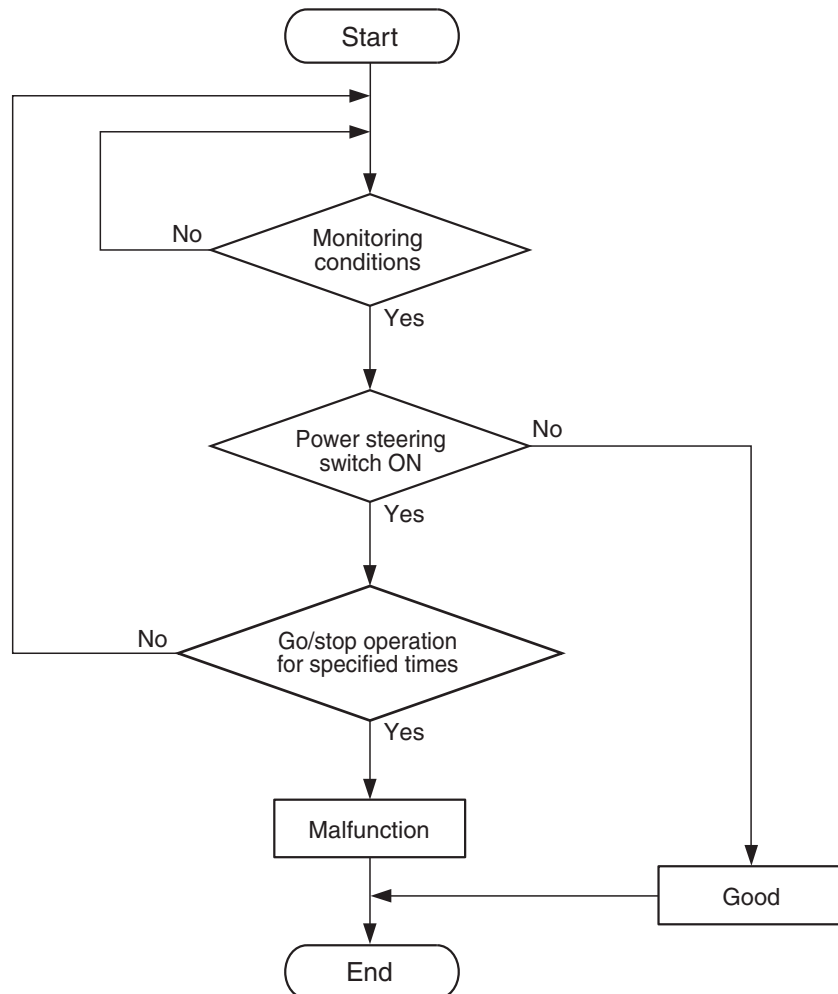 Start
No
Monitoring
conditions
Yes
Power steering
switch ON
No
Yes
No
Go/stop operation
for specified times
Yes
Malfunction
Good
End